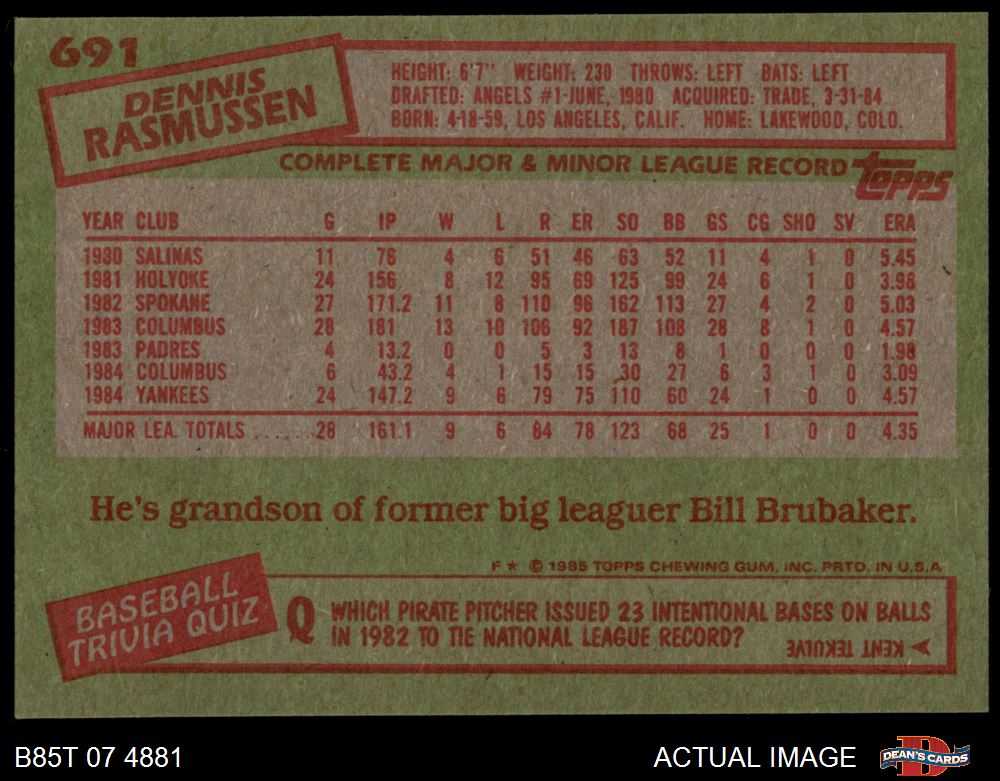 691
DENNIS
RASMUSSEN
HEIGHT: 6'7" WEIGHT: 230 THROWS: LEFT BATS: LEFT
DRAFTED: ANGELS #1-JUNE, 1980 ACQUIRED: TRADE, 3-31-84
BORN: 4-18-59, LOS ANGELES, CALIF. HOME: LAKEWOOD, COLO.
COMPLETE MAJOR & MINOR LEAGUE RECORD topps
YEAR CLUB G IP W L R ER SO BB GS CG SHO SV ERA
1980 SALINAS 11 76 4 6 51 46 63 52 11 4 1 0 5.45
1981 HOLYOKE 24 156 8 12 95 69 125 99 24 6 1 0 3.98
1982 SPOKANE 27 171.2 11 8 110 96 162 113 27 4 2 0 5.03
1983 COLUMBUS 28 181 13 10 106 92 187 108 28 8 1 0 4.57
1983 PADRES 4 13.2 0 0 5 3 13 8 1 0 0 0 1.98
1984 COLUMBUS 6 43.2 4 1 15 15 30 27 6 3 1 0 3.09
1984 YANKEES 24 147.2 9 6 79 75 110 60 24 1 0 0 4.57
MAJOR LEA. TOTALS ........28 161.1 9 6 84 78 123 68 25 1 0 0 4.35
He's grandson of former big leaguer Bill Brubaker.
F * © 1985 TOPPS CHEWING GUM, INC. PRTD. IN U.S.A.
BASEBALL
TRIVIA QUIZ
Q WHICH PIRATE PITCHER ISSUED 23 INTENTIONAL BASES ON BALLS
IN 1982 TO TIE NATIONAL LEAGUE RECORD?
KENT TEKULVE
B85T 07 4881
ACTUAL IMAGE
DEAN'S CARDS